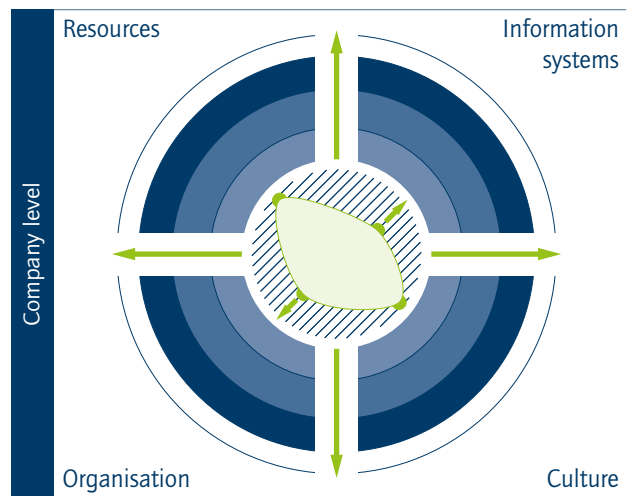 Resources
Information
systems
Company level
Organisation
Culture